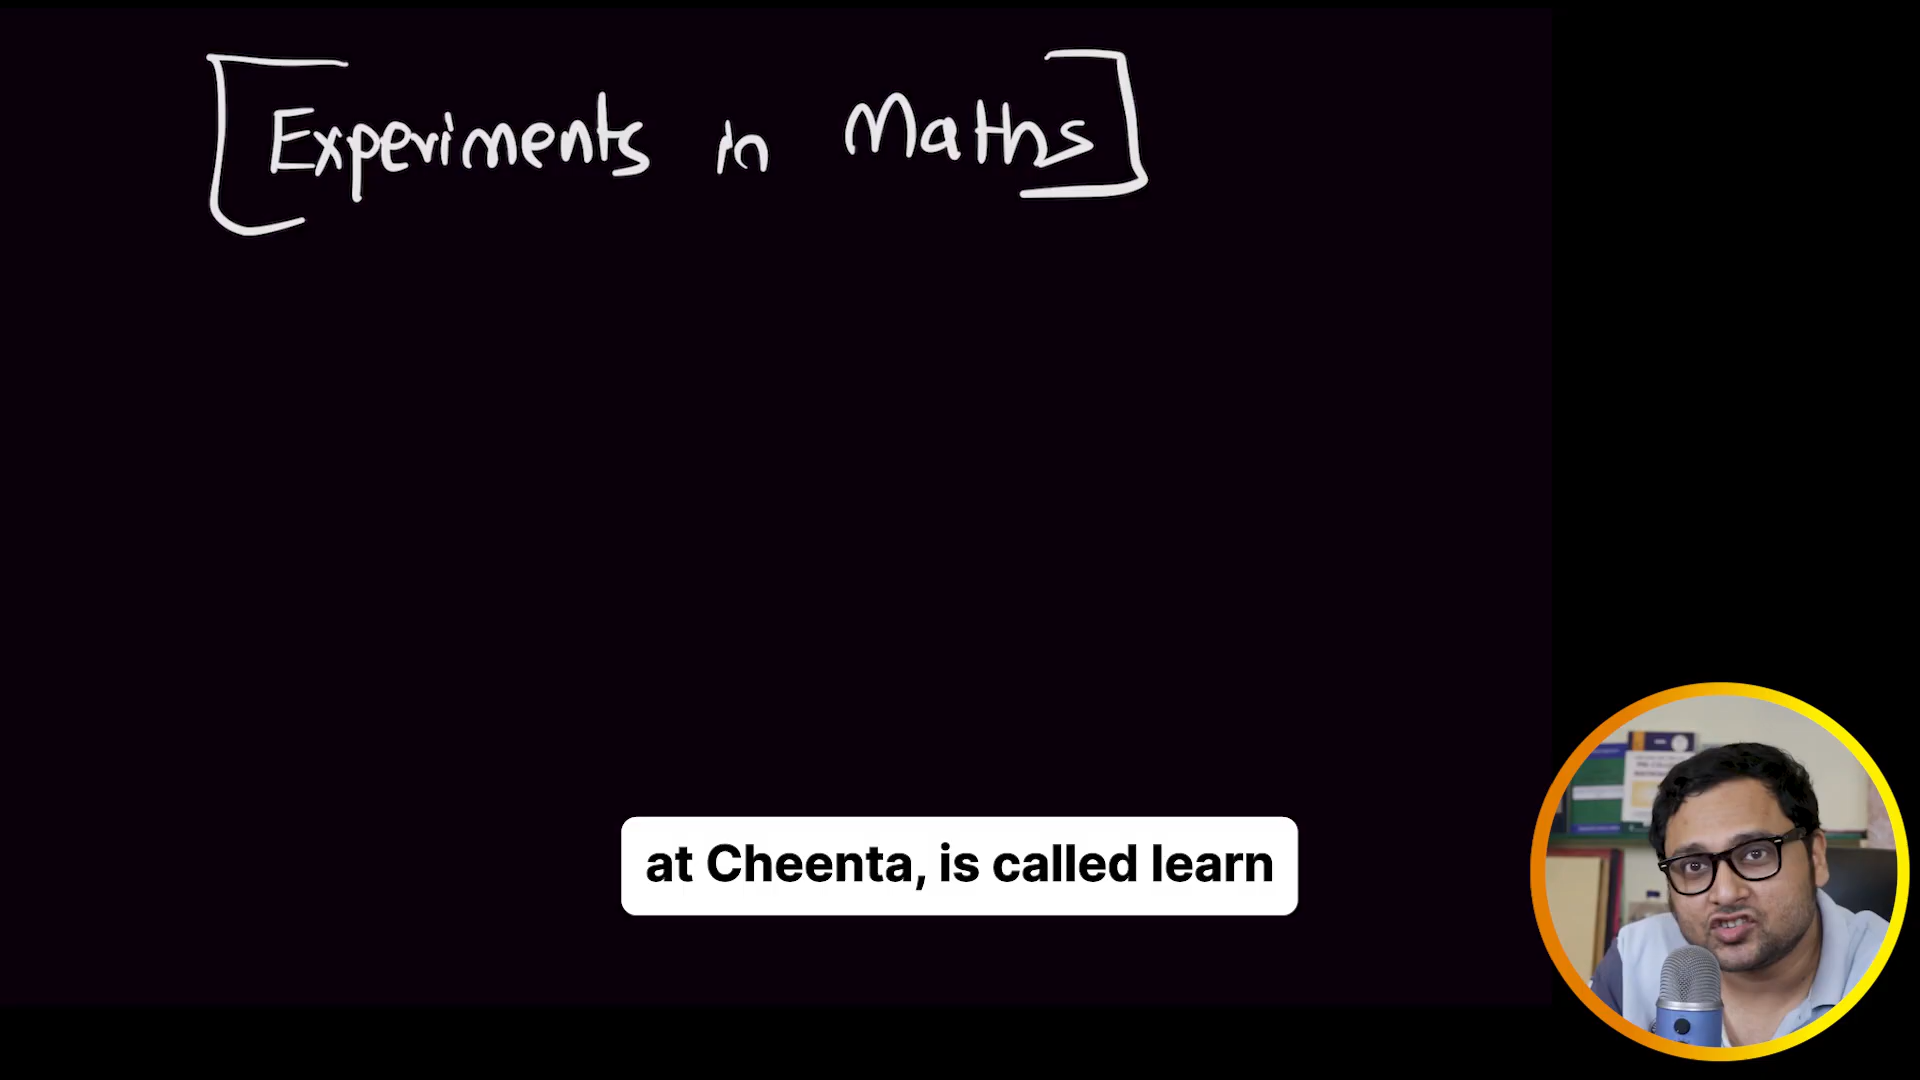 [Experiments in Maths]
at Cheenta, is called learn